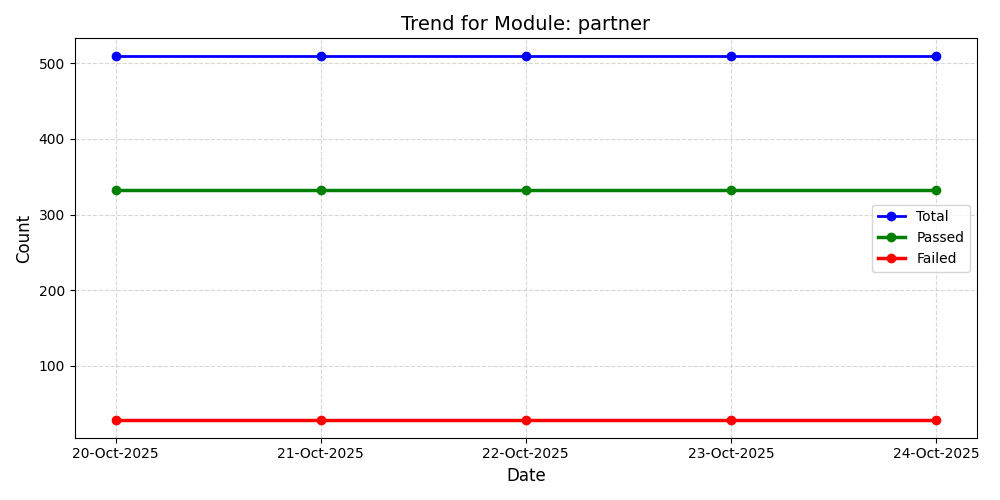 Trend for Module: partner
Count
500
400
300
200
100
Total
Passed
Failed
20-Oct-2025
21-Oct-2025
22-Oct-2025
23-Oct-2025
24-Oct-2025
Date